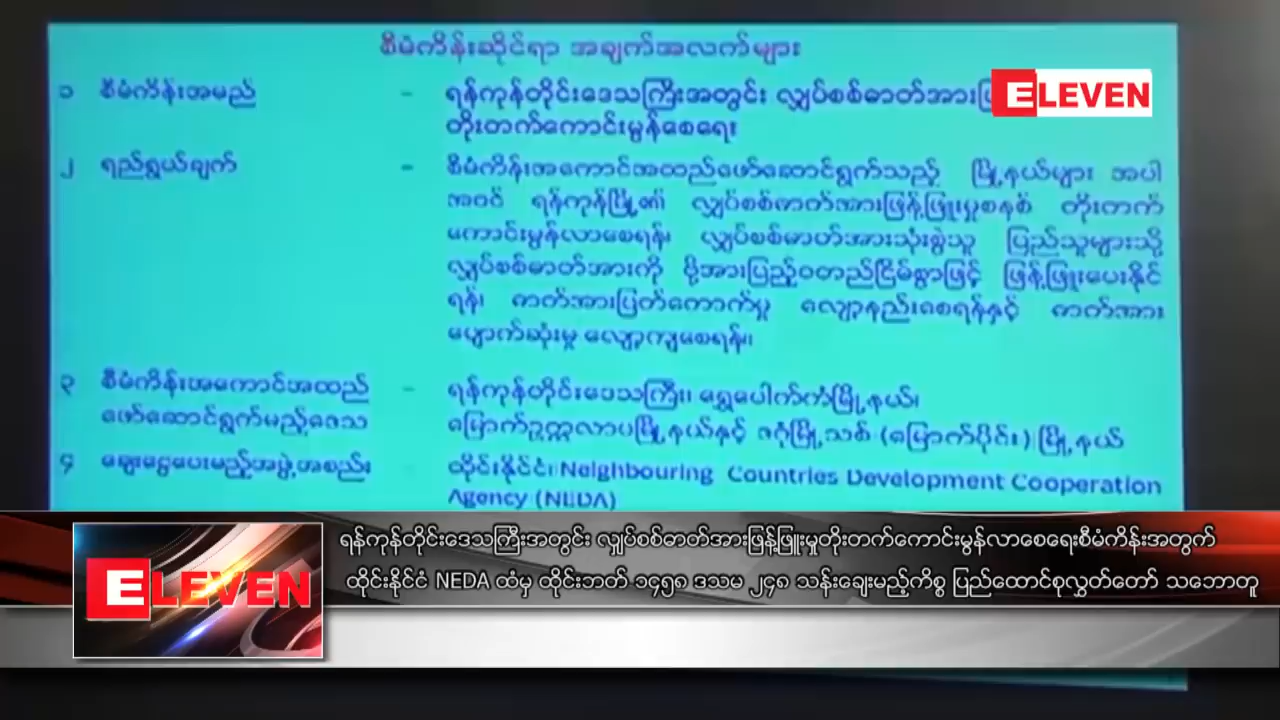 စီမံကိန်းဆိုင်ရာ အချက်အလက်များ
၁ စီမံကိန်းအမည် - ရန်ကုန်တိုင်းဒေသကြီးအတွင်း လျှပ်စစ်ဓာတ်အား
ELEVEN
တိုးတက်ကောင်းမွန်စေရေး
၂ ရည်ရွယ်ချက် - စီမံကိန်းအကောင်အထည်ဖော်ဆောင်ရွက်သည့် မြို့နယ်များ အပါ
အဝင် ရန်ကုန်မြို့၏ လျှပ်စစ်ဓာတ်အားဖြန့်ဖြူးမှုစနစ် တိုးတက်
ကောင်းမွန်လာစေရန်၊ လျှပ်စစ်ဓာတ်အားသုံးစွဲသူ ပြည်သူများသို့
လျှပ်စစ်ဓာတ်အားကို ပို့အားပြည့်ဝတည်ငြိမ်စွာဖြင့် ဖြန့်ဖြူးပေးနိုင်
ရန်၊ ဓာတ်အားပြတ်တောက်မှု လျော့နည်းစေရန်နှင့် ဓာတ်အား
ပျောက်ဆုံးမှု လျော့ကျစေရန်။
၃ စီမံကိန်းအကောင်အထည် - ရန်ကုန်တိုင်းဒေသကြီး၊ ရွှေပေါက်ကံမြို့နယ်၊
ဖော်ဆောင်ရွက်မည့်ဒေသ မြောက်ဥက္ကလာပမြို့နယ်နှင့် ဒဂုံမြို့သစ် (မြောက်ပိုင်း) မြို့နယ်
၄ ချေးငွေပေးမည့်အဖွဲ့အစည်း - ထိုင်းနိုင်ငံ၊ Neighbouring Countries Development Cooperation
Agency (NEDA)
ရန်ကုန်တိုင်းဒေသကြီးအတွင်း လျှပ်စစ်ဓာတ်အားဖြန့်ဖြူးမှုတိုးတက်ကောင်းမွန်လာစေရေးစီမံကိန်းအတွက်
ထိုင်းနိုင်ငံ NEDA ထံမှ ထိုင်းဘတ် ၁၄၅၈ ဒသမ ၂၄၈ သန်းချေးမည့်ကိစ္စ ပြည်ထောင်စုလွှတ်တော် သဘောတူ
ELEVEN